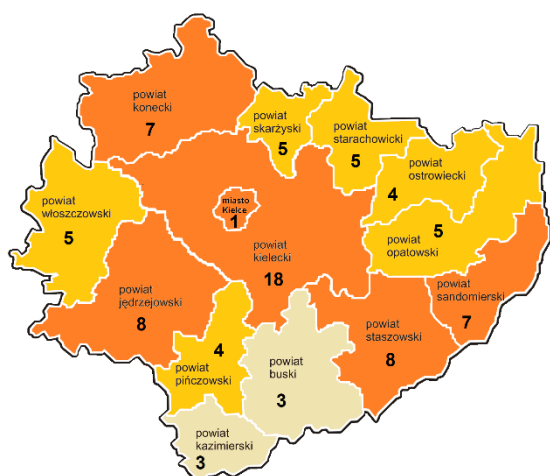 powiat
konecki
7
powiat
skarżyski
5
powiat
starachowicki
5
powiat
ostrowiecki
4
powiat
włoszczowski
5
miasto
Kielce
1
powiat
kielecki
18
5
powiat
opatowski
powiat
sandomierski
7
powiat
jędrzejowski
8
powiat
staszowski
8
4
powiat
pińczowski
powiat
buski
3
powiat
kazimierski
3